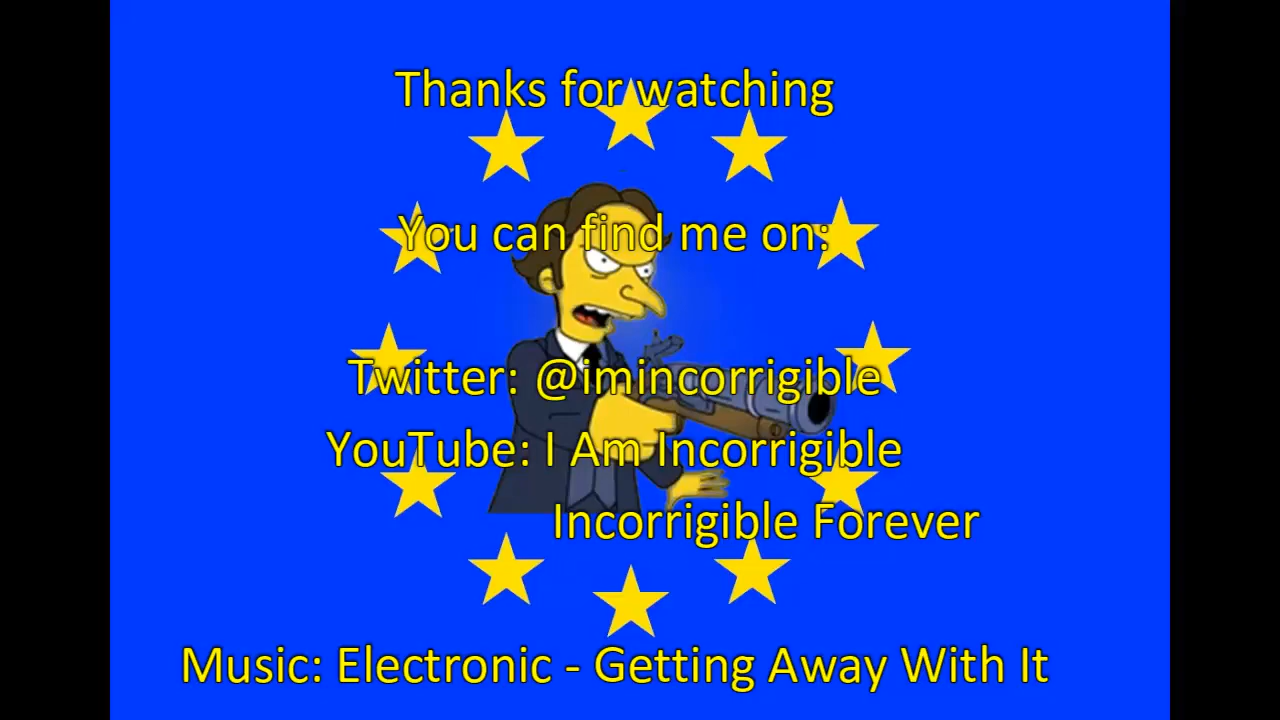 Thanks for watching
You can find me on:
Twitter: @imincorrigible
YouTube: I Am Incorrigible
Incorrigible Forever
Music: Electronic - Getting Away With It